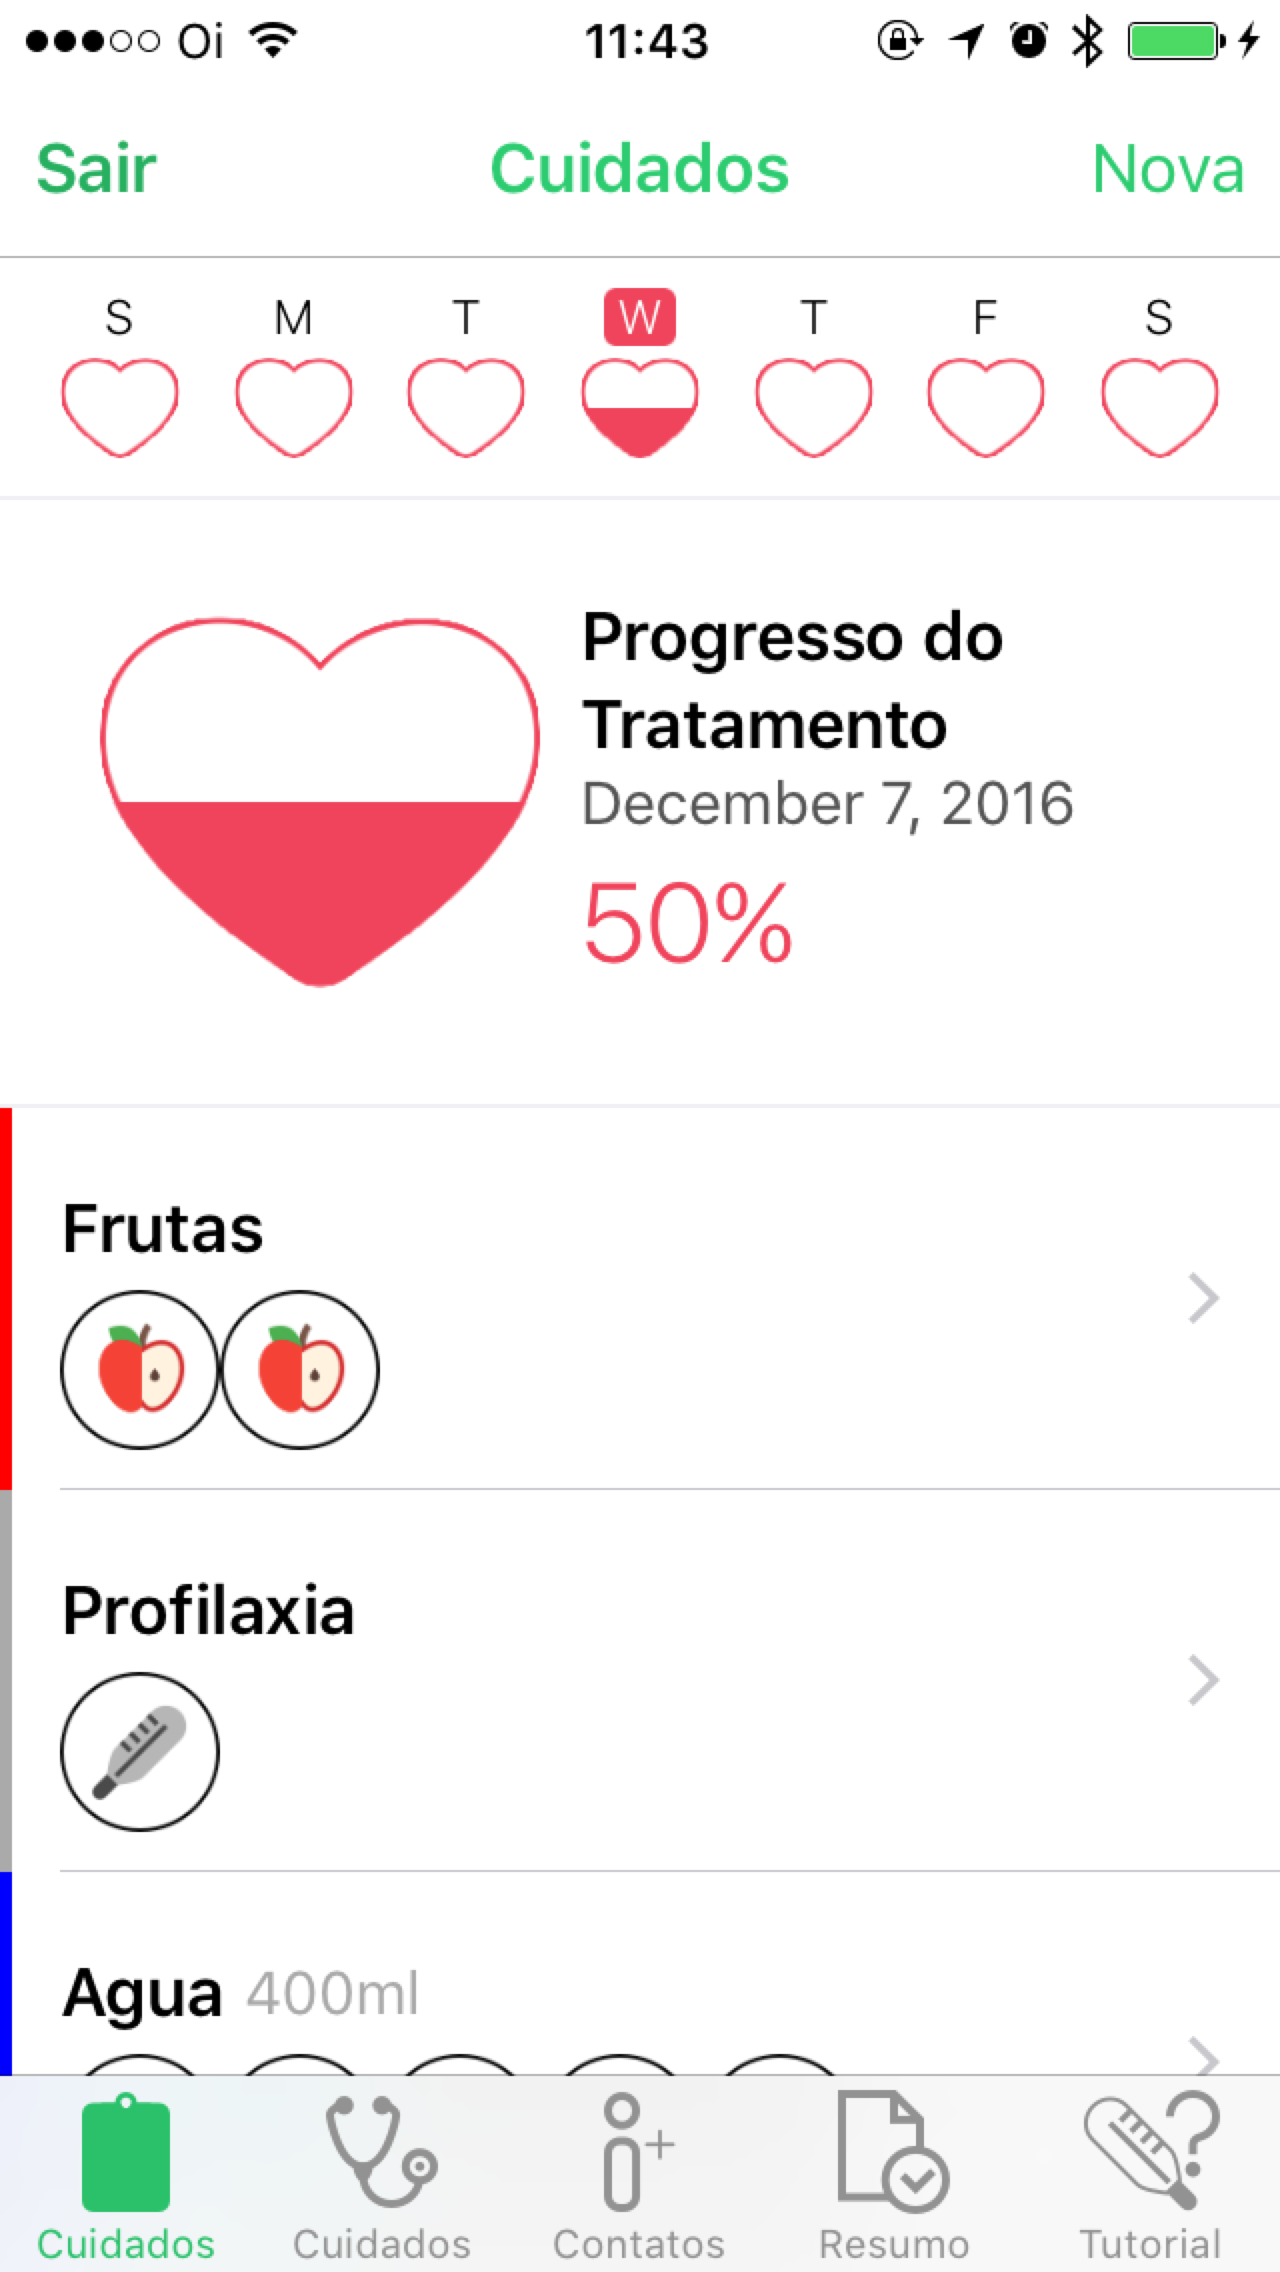 Oi 11:43
Sair Cuidados Nova
S M T W T F S
Progresso do
Tratamento
December 7, 2016
50%
Frutas
Profilaxia
Agua 400ml
Cuidados Cuidados Contatos Resumo Tutorial